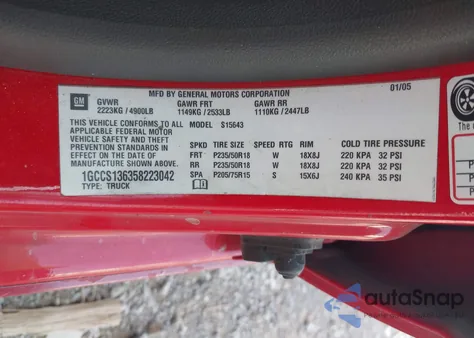 MFD BY GENERAL MOTORS CORPORATION
01/05
GM
GVWR GAWR FRT GAWR RR
2223KG / 4900LB 1149KG / 2533LB 1110KG / 2447LB
THIS VEHICLE CONFORMS TO ALL
APPLICABLE FEDERAL MOTOR
VEHICLE SAFETY, BUMPER, AND THEFT
PREVENTION STANDARDS IN
EFFECT ON THE DATE OF
MANUFACTURE SHOWN ABOVE.
1GCCS136358223042
TYPE: TRUCK
MODEL S15643
SPKD TIRE SIZE SPEED RTG RIM COLD TIRE PRESSURE
FRT P235/50R18 W 18X8J 220 KPA 32 PSI
RR P235/50R18 W 18X8J 220 KPA 32 PSI
SPA P205/75R15 S 15X6J 240 KPA 35 PSI
The
autoSnap